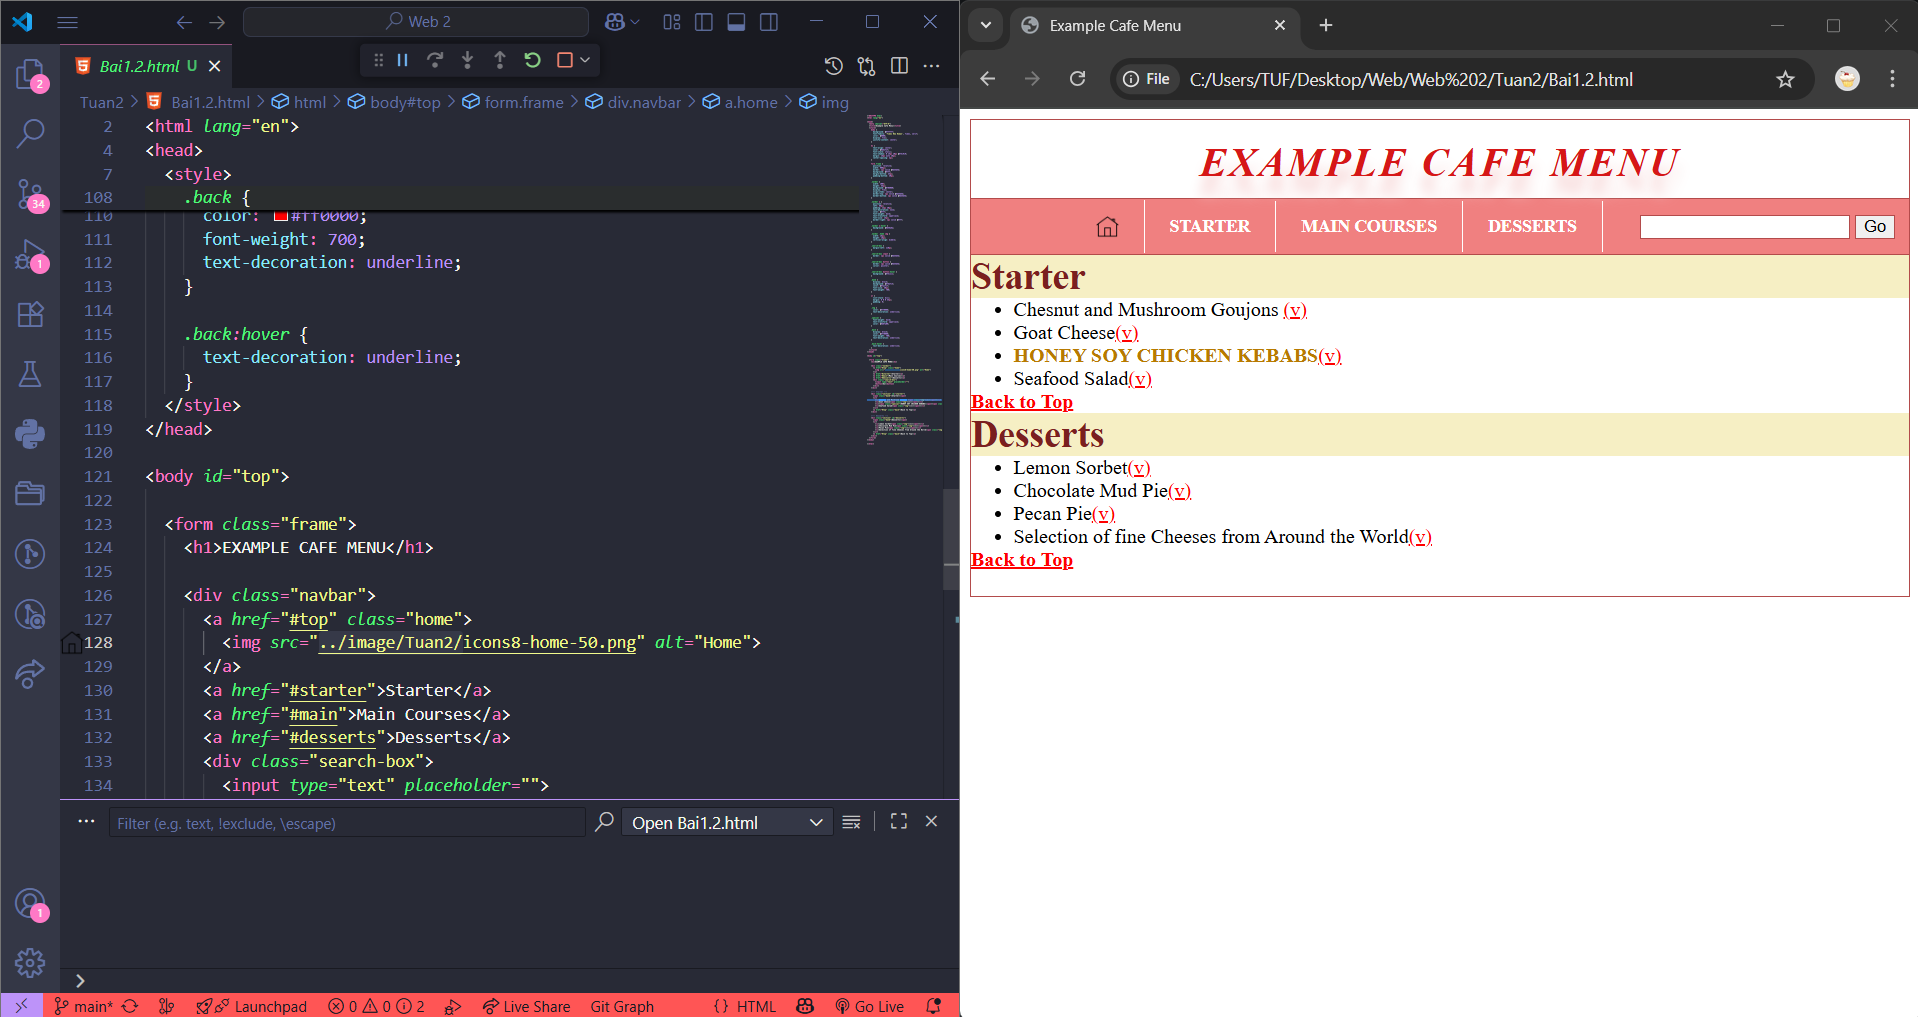 Web 2
Bai1.2.html U
Tuan2 > Bai1.2.html > html > body#top > form.frame > div.navbar > a.home > img
2 <html lang="en">
4 <head>
7 <style>
108 .back {
110 color: #ff0000;
111 font-weight: 700;
112 text-decoration: underline;
113 }
114
115 .back:hover {
116 text-decoration: underline;
117 }
118 </style>
119 </head>
120
121 <body id="top">
122
123 <form class="frame">
124 <h1>EXAMPLE CAFE MENU</h1>
125
126 <div class="navbar">
127 <a href="#top" class="home">
128 <img src="../image/Tuan2/icons8-home-50.png" alt="Home">
129 </a>
130 <a href="#starter">Starter</a>
131 <a href="#main">Main Courses</a>
132 <a href="#desserts">Desserts</a>
133 <div class="search-box">
134 <input type="text" placeholder="">
2
34
1
1
Filter (e.g. text, !exclude, \escape)
Open Bai1.2.html
main* Launchpad 0 0 2 Live Share Git Graph {} HTML Go Live
Example Cafe Menu
File C:/Users/TUF/Desktop/Web/Web%202/Tuan2/Bai1.2.html
EXAMPLE CAFE MENU
STARTER MAIN COURSES DESSERTS Go
Starter
• Chesnut and Mushroom Goujons (v)
• Goat Cheese(v)
• HONEY SOY CHICKEN KEBABS(v)
• Seafood Salad(v)
Back to Top
Desserts
• Lemon Sorbet(v)
• Chocolate Mud Pie(v)
• Pecan Pie(v)
• Selection of fine Cheeses from Around the World(v)
Back to Top